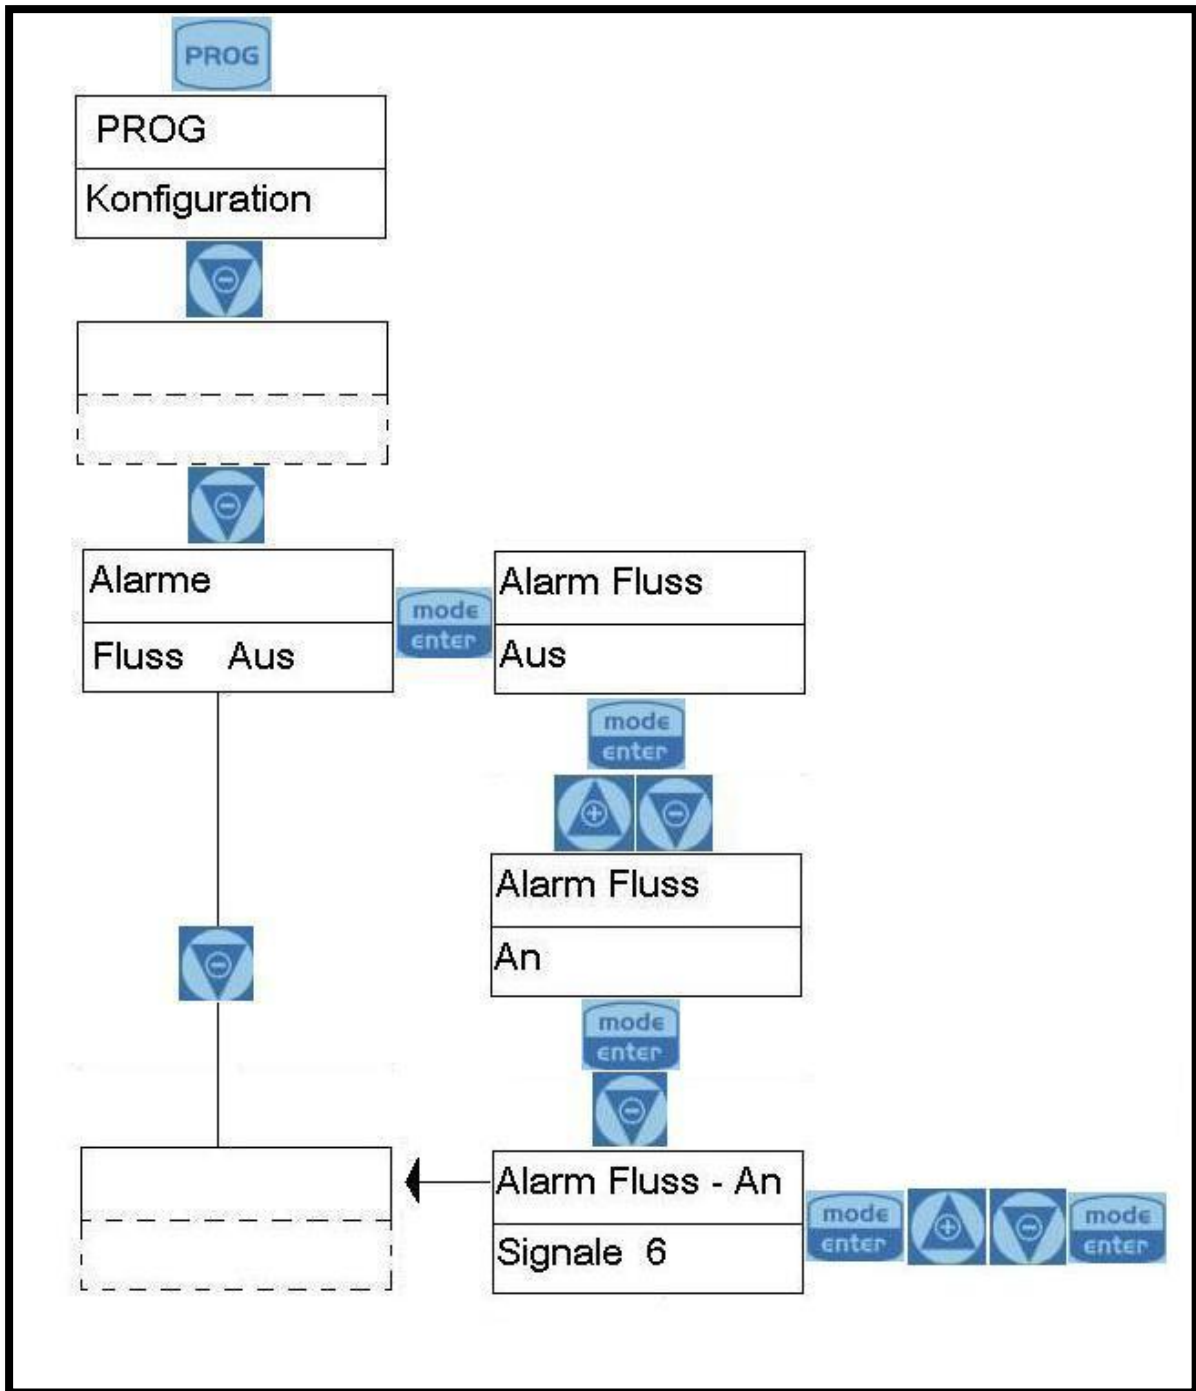 PROG
PROG
Konfiguration
Alarme
Fluss Aus
mode
enter
Alarm Fluss
Aus
mode
enter
Alarm Fluss
An
mode
enter
Alarm Fluss - An
Signale 6
mode
enter
mode
enter